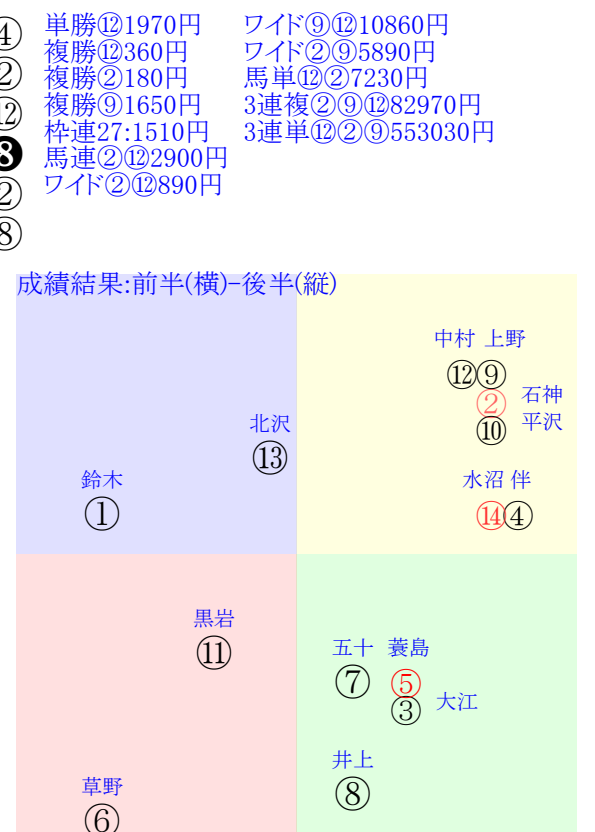 ④
②
⑫
❽
②
⑧
単勝⑫1970円
複勝⑫360円
複勝②180円
複勝⑨1650円
枠連27:1510円
馬連②⑫2900円
ワイド②⑫890円
ワイド⑨⑫10860円
ワイド②⑨5890円
馬単⑫②7230円
3連複②⑨⑫82970円
3連単⑫②⑨553030円
成績結果:前半(横)-後半(縦)
中村 上野
⑫⑨
②
石神
⑩
平沢
北沢
⑬
鈴木
①
水沼 伴
⑭④
黒岩
⑪
五十 蓑島
⑦ ⑤
③ 大江
井上
⑧
草野
⑥